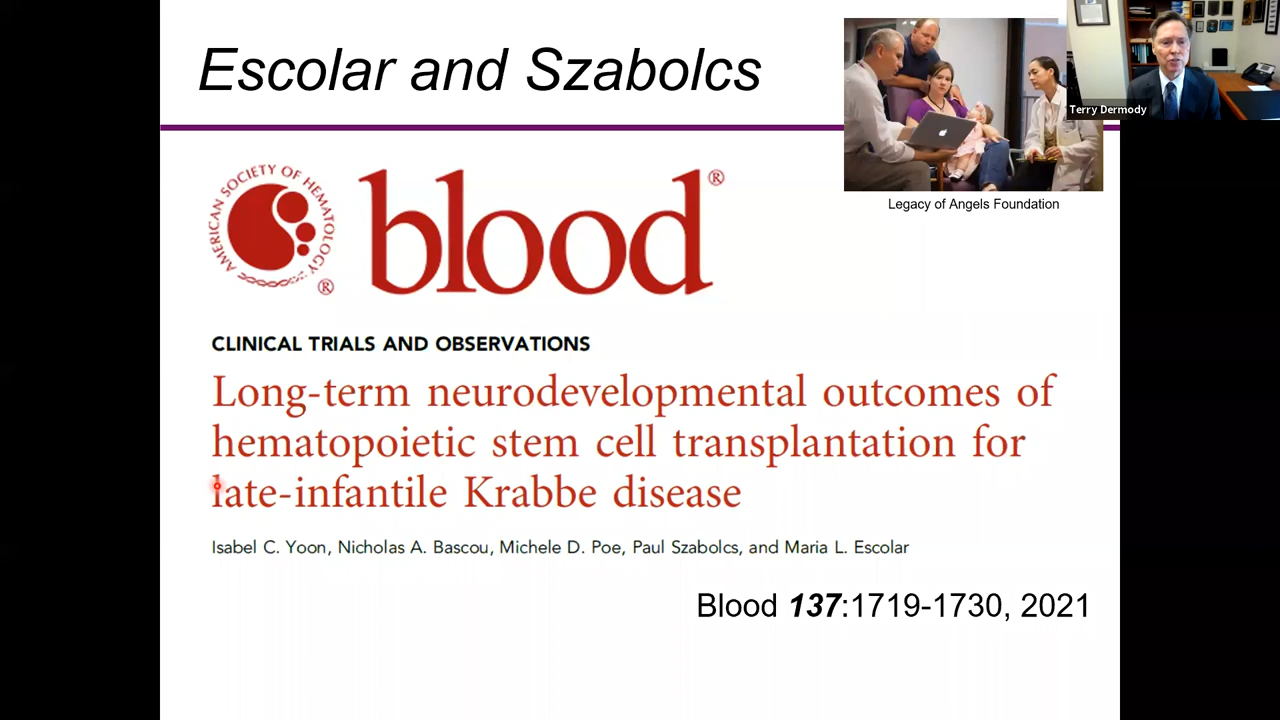 Escolar and Szabolcs
Terry Dermody
Legacy of Angels Foundation
AMERICAN SOCIETY OF HEMATOLOGY
®
blood®
CLINICAL TRIALS AND OBSERVATIONS
Long-term neurodevelopmental outcomes of
hematopoietic stem cell transplantation for
late-infantile Krabbe disease
Isabel C. Yoon, Nicholas A. Bascou, Michele D. Poe, Paul Szabolcs, and Maria L. Escolar
Blood 137:1719-1730, 2021